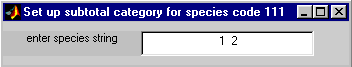 Set up subtotal category for species code 111
enter species string
1 2